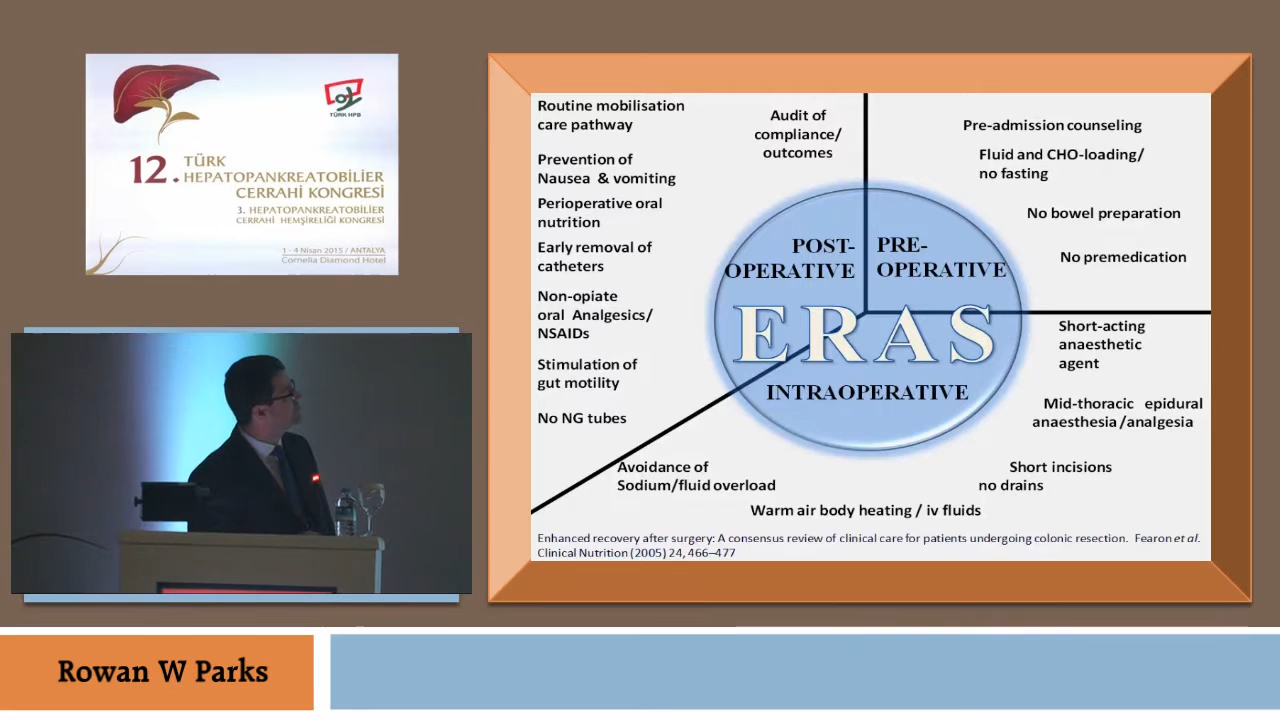 TÜRK HPB
12. TÜRK
HEPATOPANKREATOBİLİER
CERRAHİ KONGRESİ
3. HEPATOPANKREATOBİLİER
CERRAHİ HEMŞİRELİĞİ KONGRESİ
1 - 4 Nisan 2015 / ANTALYA
Cornelia Diamond Hotel
Routine mobilisation
care pathway
Prevention of
Nausea & vomiting
Perioperative oral
nutrition
Early removal of
catheters
Non-opiate
oral Analgesics/
NSAIDs
Stimulation of
gut motility
No NG tubes
Audit of
compliance/
outcomes
Pre-admission counseling
Fluid and CHO-loading/
no fasting
No bowel preparation
No premedication
POST-
OPERATIVE
PRE-
OPERATIVE
ERAS
INTRAOPERATIVE
Short-acting
anaesthetic
agent
Mid-thoracic epidural
anaesthesia/analgesia
Short incisions
no drains
Avoidance of
Sodium/fluid overload
Warm air body heating / iv fluids
Enhanced recovery after surgery: A consensus review of clinical care for patients undergoing colonic resection. Fearon et al.
Clinical Nutrition (2005) 24, 466–477
Rowan W Parks